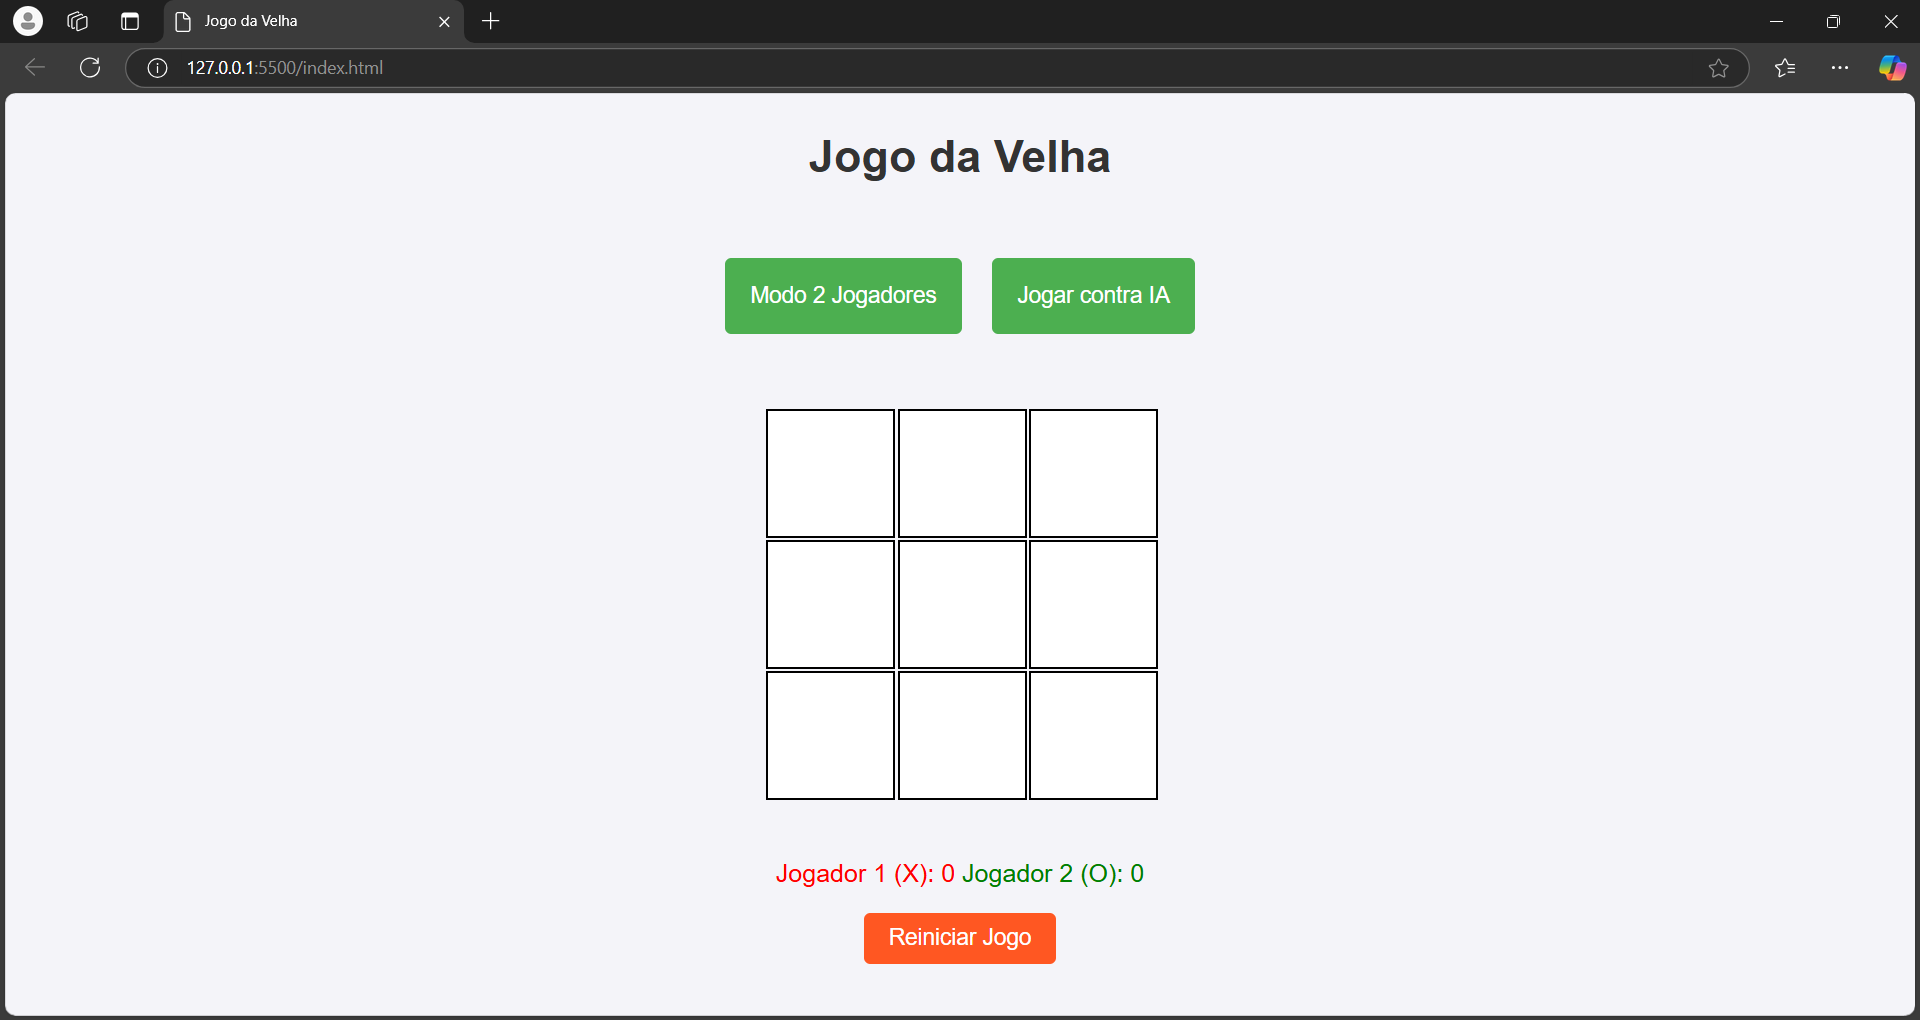 Jogo da Velha
127.0.0.1:5500/index.html
Jogo da Velha
Modo 2 Jogadores
Jogar contra IA
Jogador 1 (X): 0 Jogador 2 (O): 0
Reiniciar Jogo